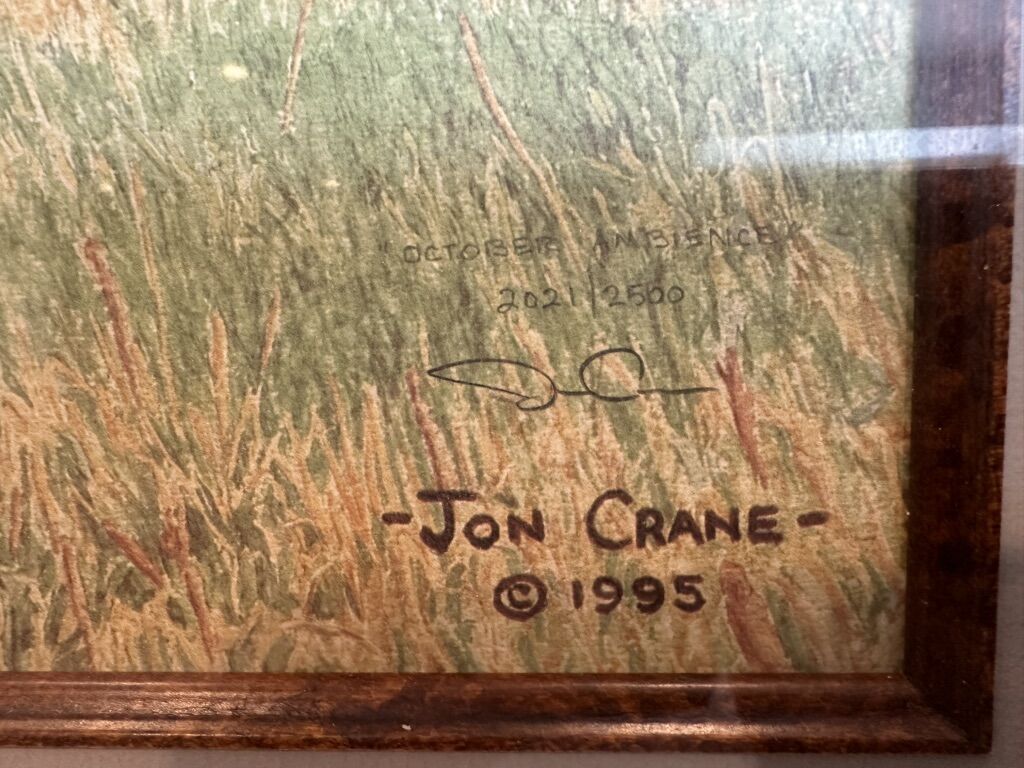 "OCTOBER AMBIENCE"
2021/2500
-JON CRANE-
© 1995